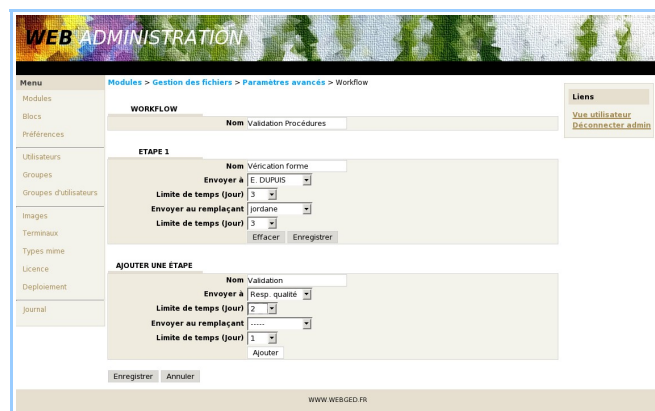 WEB ADMINISTRATION
Menu
Modules
Blocs
Préférences
Utilisateurs
Groupes
Groupes d'utilisateurs
Images
Terminaux
Types mime
Licence
Deploiement
Journal
Modules > Gestion des fichiers > Paramètres avancés > Workflow
WORKFLOW
Nom Validation Procédures
ETAPE 1
Nom Vérication forme
Envoyer à E. DUPUIS
Limite de temps (Jour) 3
Envoyer au remplaçant jordane
Limite de temps (Jour) 3
Effacer Enregistrer
AJOUTER UNE ÉTAPE
Nom Validation
Envoyer à Resp. qualité
Limite de temps (Jour) 2
Envoyer au remplaçant -----
Limite de temps (Jour) 1
Ajouter
Enregistrer Annuler
Liens
Vue utilisateur
Déconnecter admin
WWW.WEBGED.FR